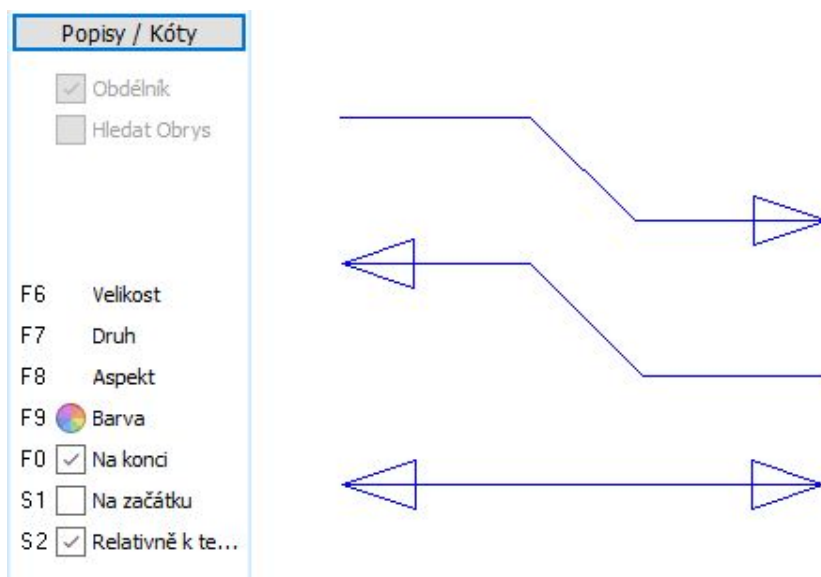 Popisy / Kóty
Obdélník
Hledat Obrys
F6 Velikost
F7 Druh
F8 Aspekt
F9 Barva
F0 Na konci
S1 Na začátku
S2 Relativně k te...